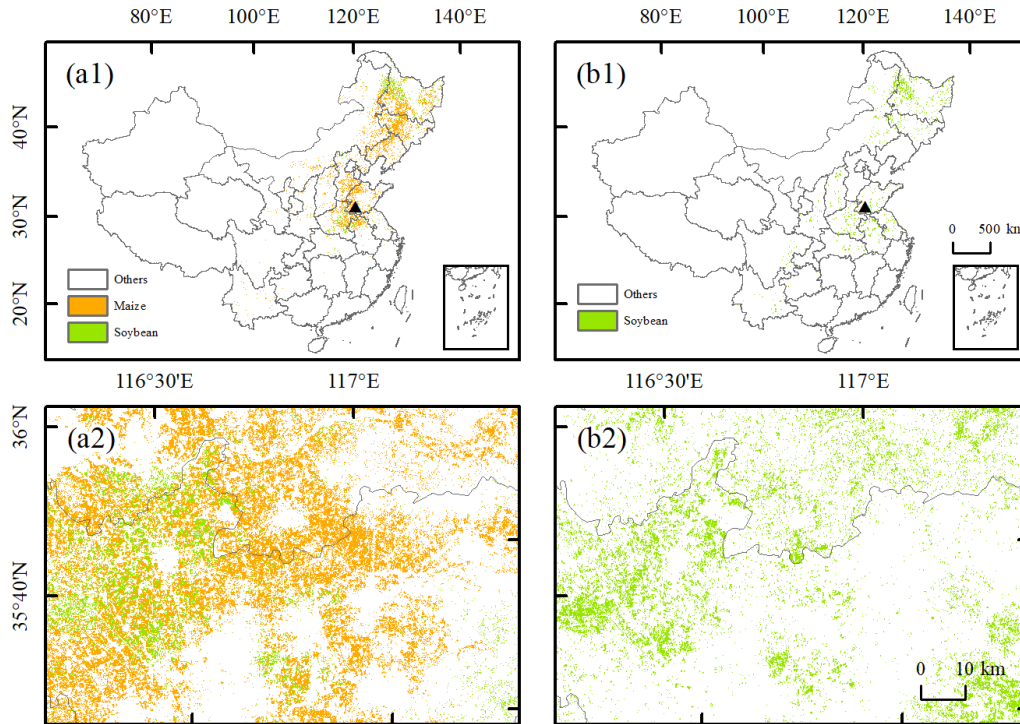 80°E 100°E 120°E 140°E
80°E 100°E 120°E 140°E
(a1)
(b1)
40°N
30°N
20°N
Others
Maize
Soybean
Others
Soybean
0 500 km
116°30'E 117°E
116°30'E 117°E
(a2)
(b2)
36°N
35°40'N
0 10 km